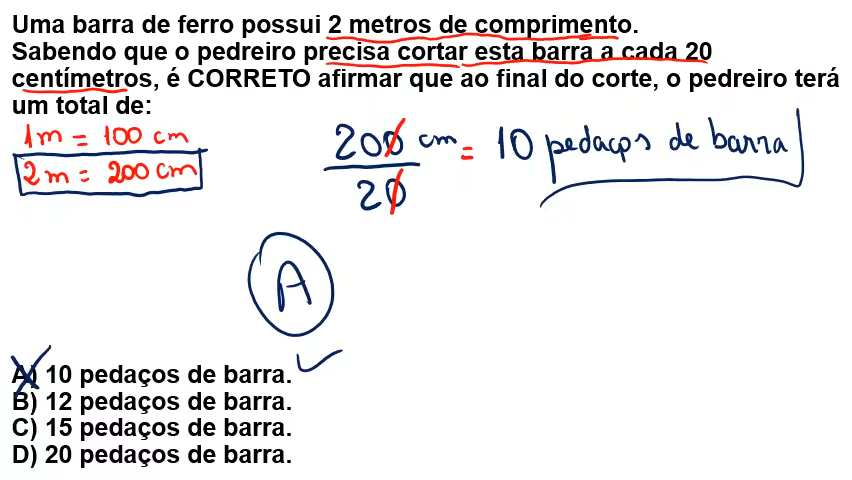 Uma barra de ferro possui 2 metros de comprimento.
Sabendo que o pedreiro precisa cortar esta barra a cada 20
centímetros, é CORRETO afirmar que ao final do corte, o pedreiro terá
um total de:
1m = 100 cm
2m = 200 cm
200 cm = 10 pedaços de barra
20
A
A) 10 pedaços de barra.
B) 12 pedaços de barra.
C) 15 pedaços de barra.
D) 20 pedaços de barra.